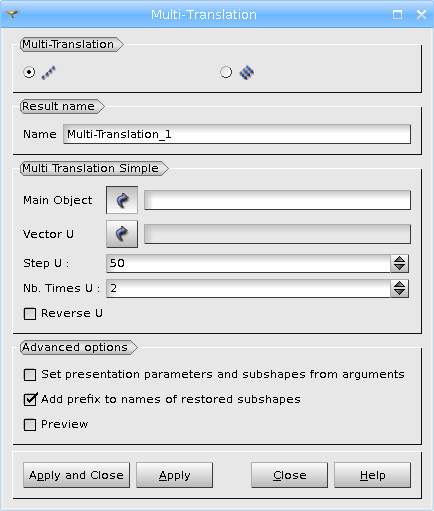 Multi-Translation
Multi-Translation
Result name
Name Multi-Translation_1
Multi Translation Simple
Main Object
Vector U
Step U : 50
Nb. Times U : 2
Reverse U
Advanced options
Set presentation parameters and subshapes from arguments
Add prefix to names of restored subshapes
Preview
Apply and Close Apply Close Help